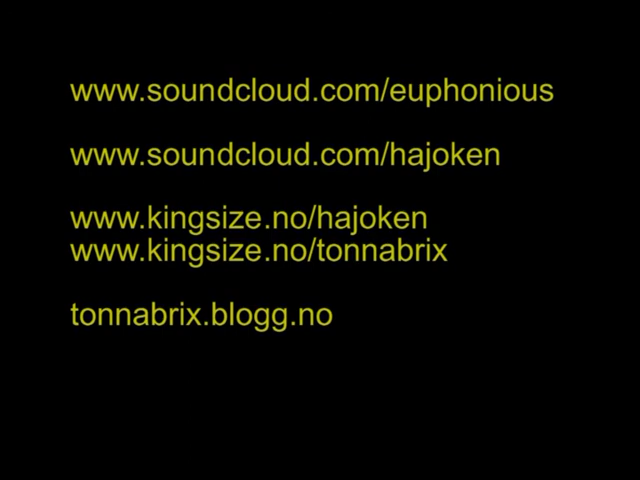 www.soundcloud.com/euphonious
www.soundcloud.com/hajoken
www.kingsize.no/hajoken
www.kingsize.no/tonnabrix
tonnabrix.blogg.no